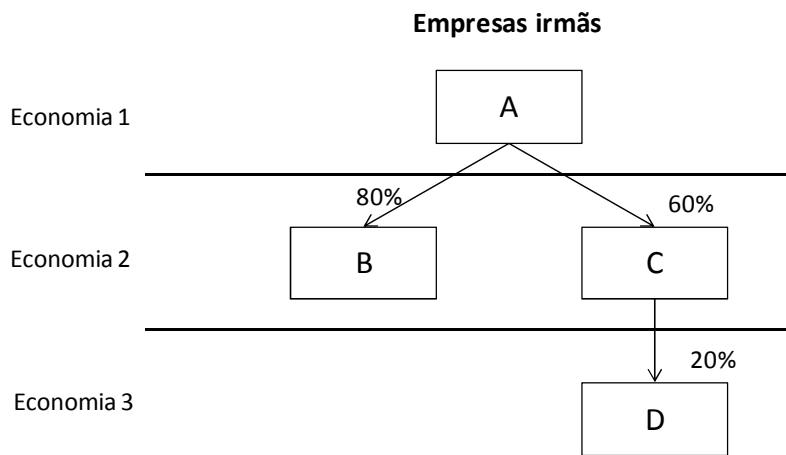 Empresas irmãs
Economia 1
A
80%
60%
Economia 2
B
C
20%
Economia 3
D